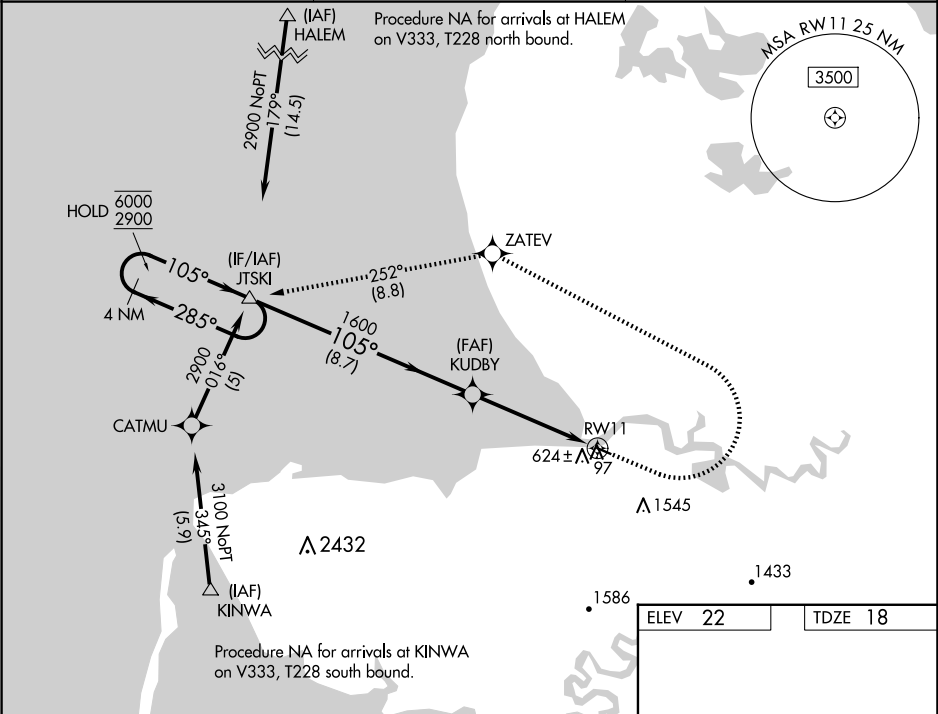 (IAF)
HALEM
Procedure NA for arrivals at HALEM
on V333, T228 north bound.
MSA RW11 25 NM
3500
2900 NoPT
179°
(14.5)
HOLD
6000
2900
(IF/IAF)
JTSKI
ZATEV
105°
252°
(8.8)
4 NM
285°
1600
105°
(8.7)
2900
016°
(5)
(FAF)
KUDBY
CATMU
RW11
624±
97
3100 NoPT
345°
(5.9)
1545
2432
1433
(IAF)
KINWA
1586
ELEV 22
TDZE 18
Procedure NA for arrivals at KINWA
on V333, T228 south bound.